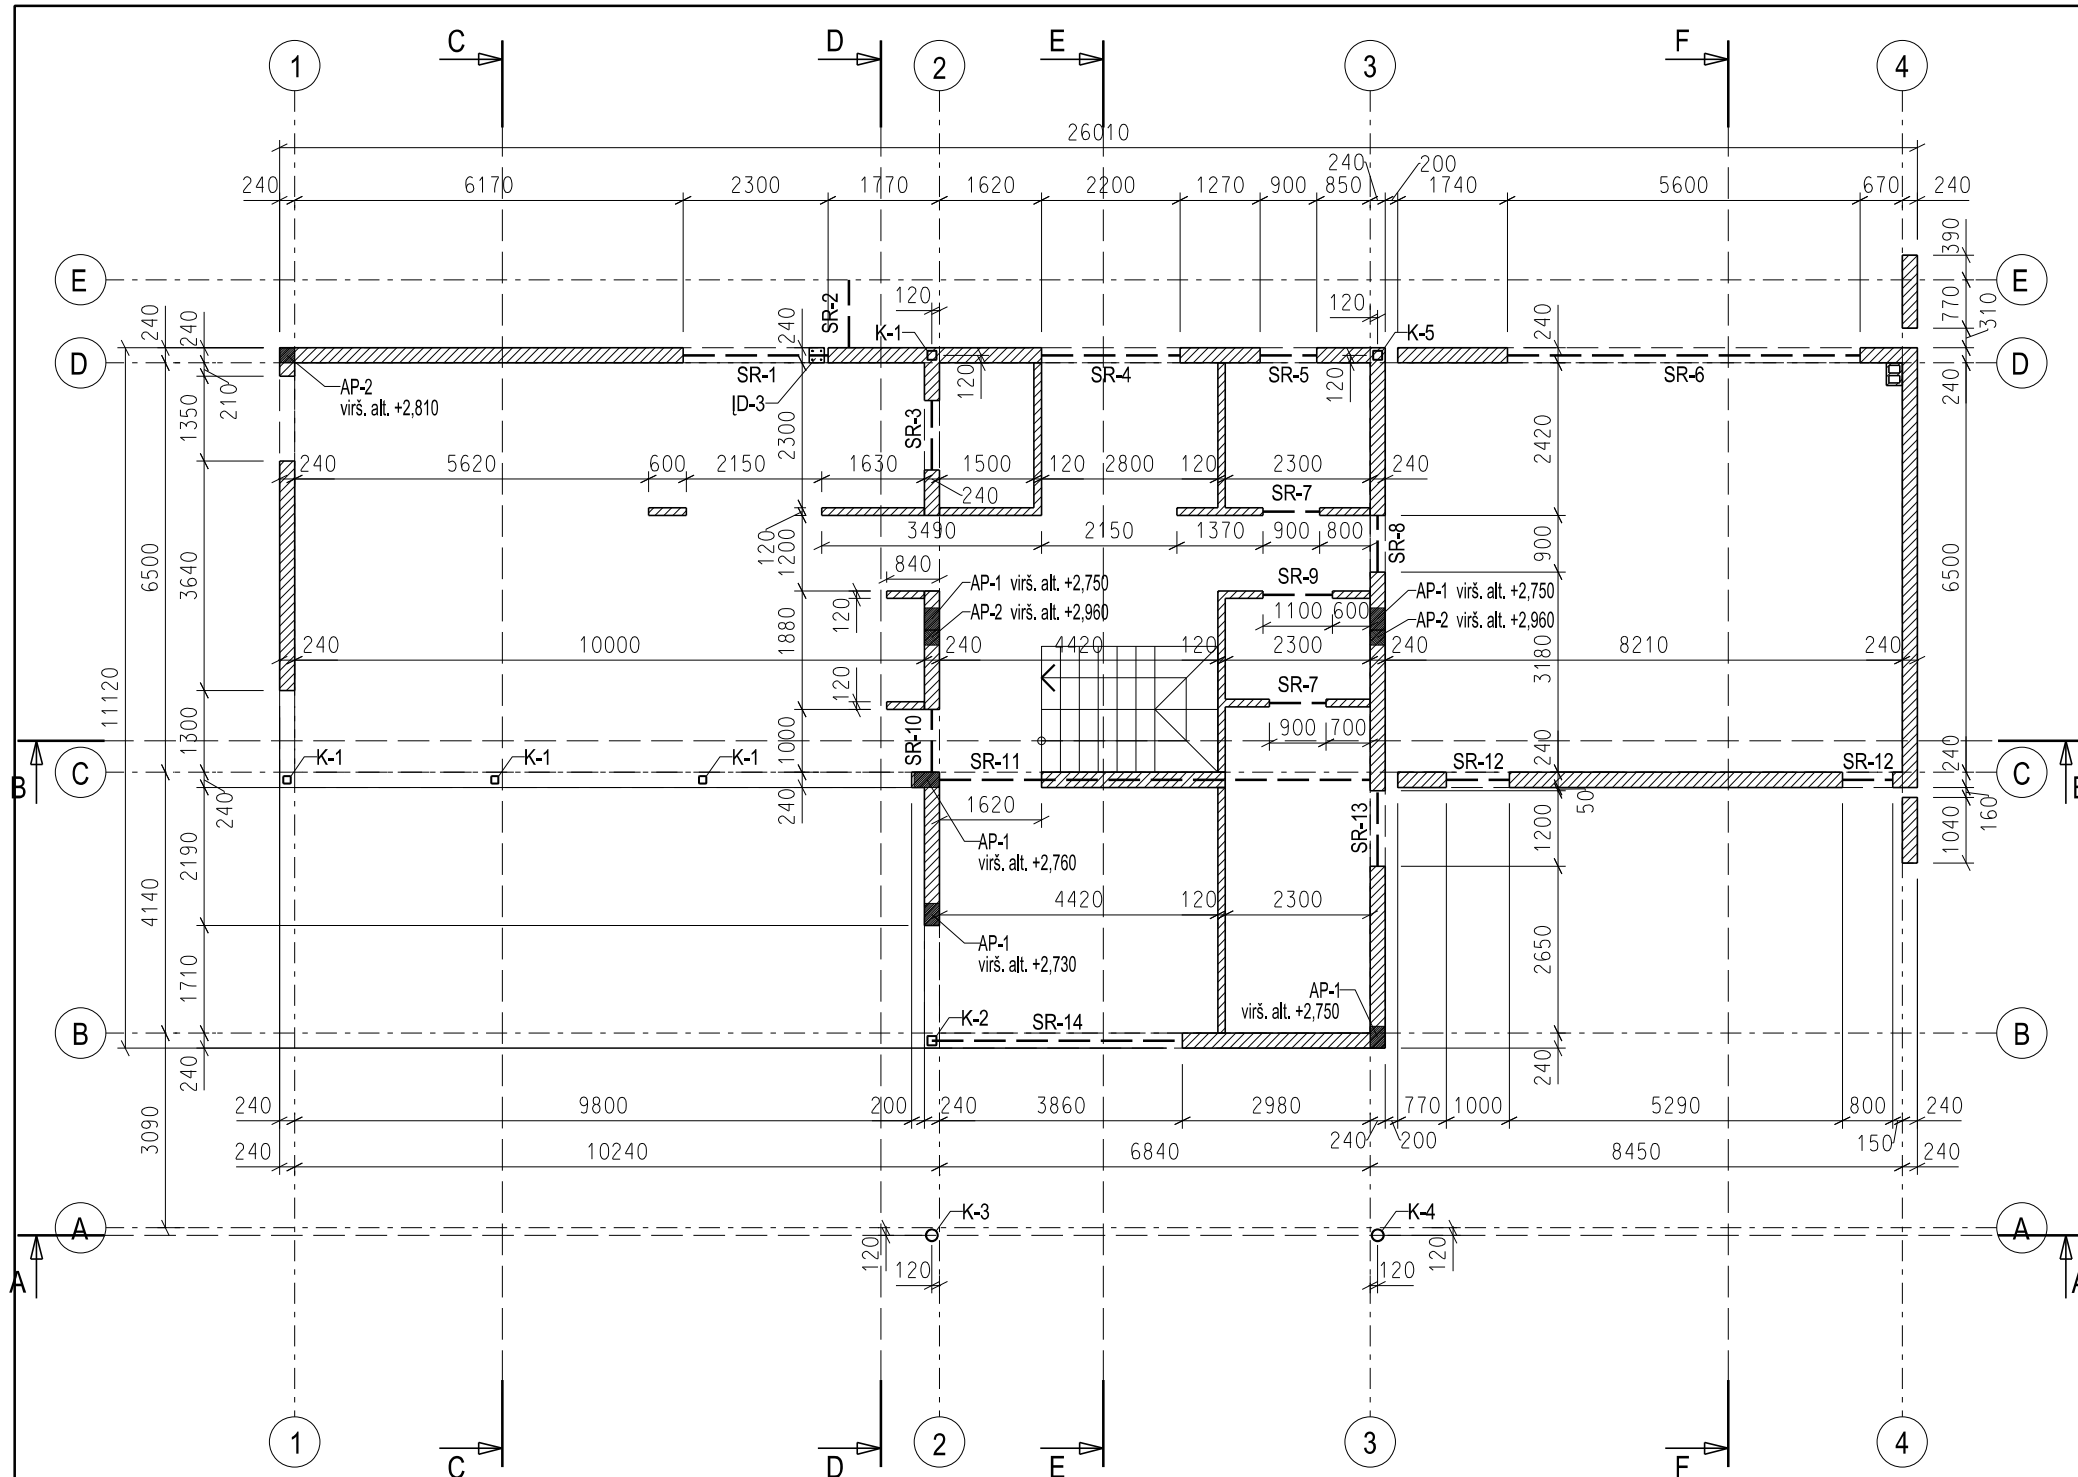 C
D
E
F
1
2
3
4
26010
240 6170 2300 1770 1620 2200 1270 900 850 240 200 1740 5600 670 240
390
E
E
770
310
SR-2
120
K-1
120
K-5
240
240
240
240
D
D
SR-1
SR-4
SR-5
SR-6
120
120
240
AP-2
virš. alt. +2,810
ĮD-3
210
1350
2300
SR-3
2420
240 5620 600 2150 1630 1500 120 2800 120 2300 240
240
SR-7
120
3490 2150 1370 900 800
SR-8
900
1200
6500
3640
6500
840
AP-1 virš. alt. +2,750
AP-2 virš. alt. +2,960
SR-9
AP-1 virš. alt. +2,750
AP-2 virš. alt. +2,960
120
1100 600
1880
240 10000 240 4420 120 2300 240 8210 240
3180
120
SR-7
11120
1300
1000
SR-10
900 700
240
240
B
B
K-1
K-1
K-1
SR-11
SR-12
SR-12
C
C
240
240
1620
50
160
SR-13
1200
1040
AP-1
virš. alt. +2,760
2190
4140
4420 120 2300
AP-1
virš. alt. +2,730
2650
1710
AP-1
virš. alt. +2,750
K-2
SR-14
B
B
240
240
240 9800 200 240 3860 2980 240 200 770 1000 5290 800 150 240
3090
240 10240 6840 8450 240
K-3
K-4
A
A
120
120
120
120
A
A
1
2
3
4
C
D
E
F